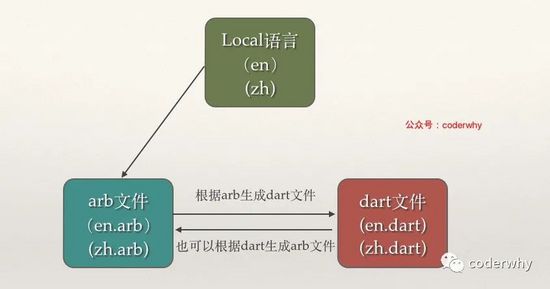 Local语言
（en）
(zh)
公众号：coderwhy
arb文件
（en.arb）
(zh.arb)
根据arb生成dart文件
也可以根据dart生成arb文件
dart文件
(en.dart)
(zh.dart)
coderwhy